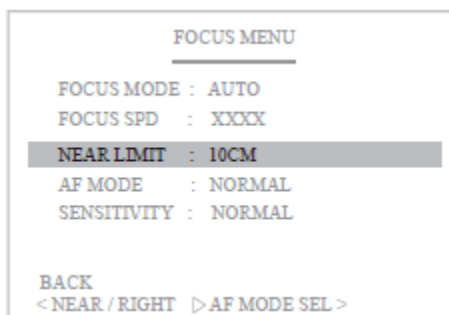 FOCUS MENU
FOCUS MODE : AUTO
FOCUS SPD : XXXX
NEAR LIMIT : 10CM
AF MODE : NORMAL
SENSITIVITY : NORMAL
BACK
< NEAR / RIGHT ▷ AF MODE SEL >